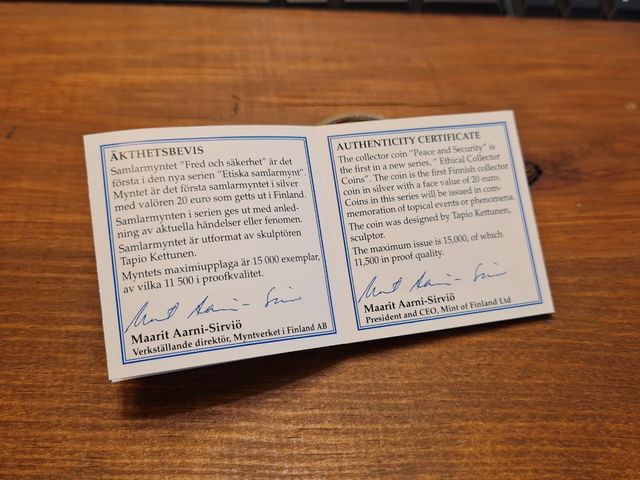 ÄKTHETSBEVIS
Samlarmyntet "Fred och säkerhet" är det
första i den nya serien "Etiska samlarmynt".
Myntet är det första samlarmyntet i silver
med valören 20 euro som getts ut i Finland.
Samlarmynten i serien ges ut med anled-
ning av aktuella händelser eller fenomen.
Samlarmyntet är utformat av skulptören
Tapio Kettunen.
Myntets maximiupplaga är 15 000 exemplar,
av vilka 11 500 i proofkvalitet.
Maarit Aarni-Sirviö
Verkställande direktör, Myntverket i Finland AB
AUTHENTICITY CERTIFICATE
The collector coin "Peace and Security" is
the first in a new series, " Ethical Collector
Coins". The coin is the first Finnish collector
coin in silver with a face value of 20 euro.
Coins in this series will be issued in com-
memoration of topical events or phenomena.
The coin was designed by Tapio Kettunen,
sculptor.
The maximum issue is 15,000, of which
11,500 in proof quality.
Maarit Aarni-Sirviö
President and CEO, Mint of Finland Ltd